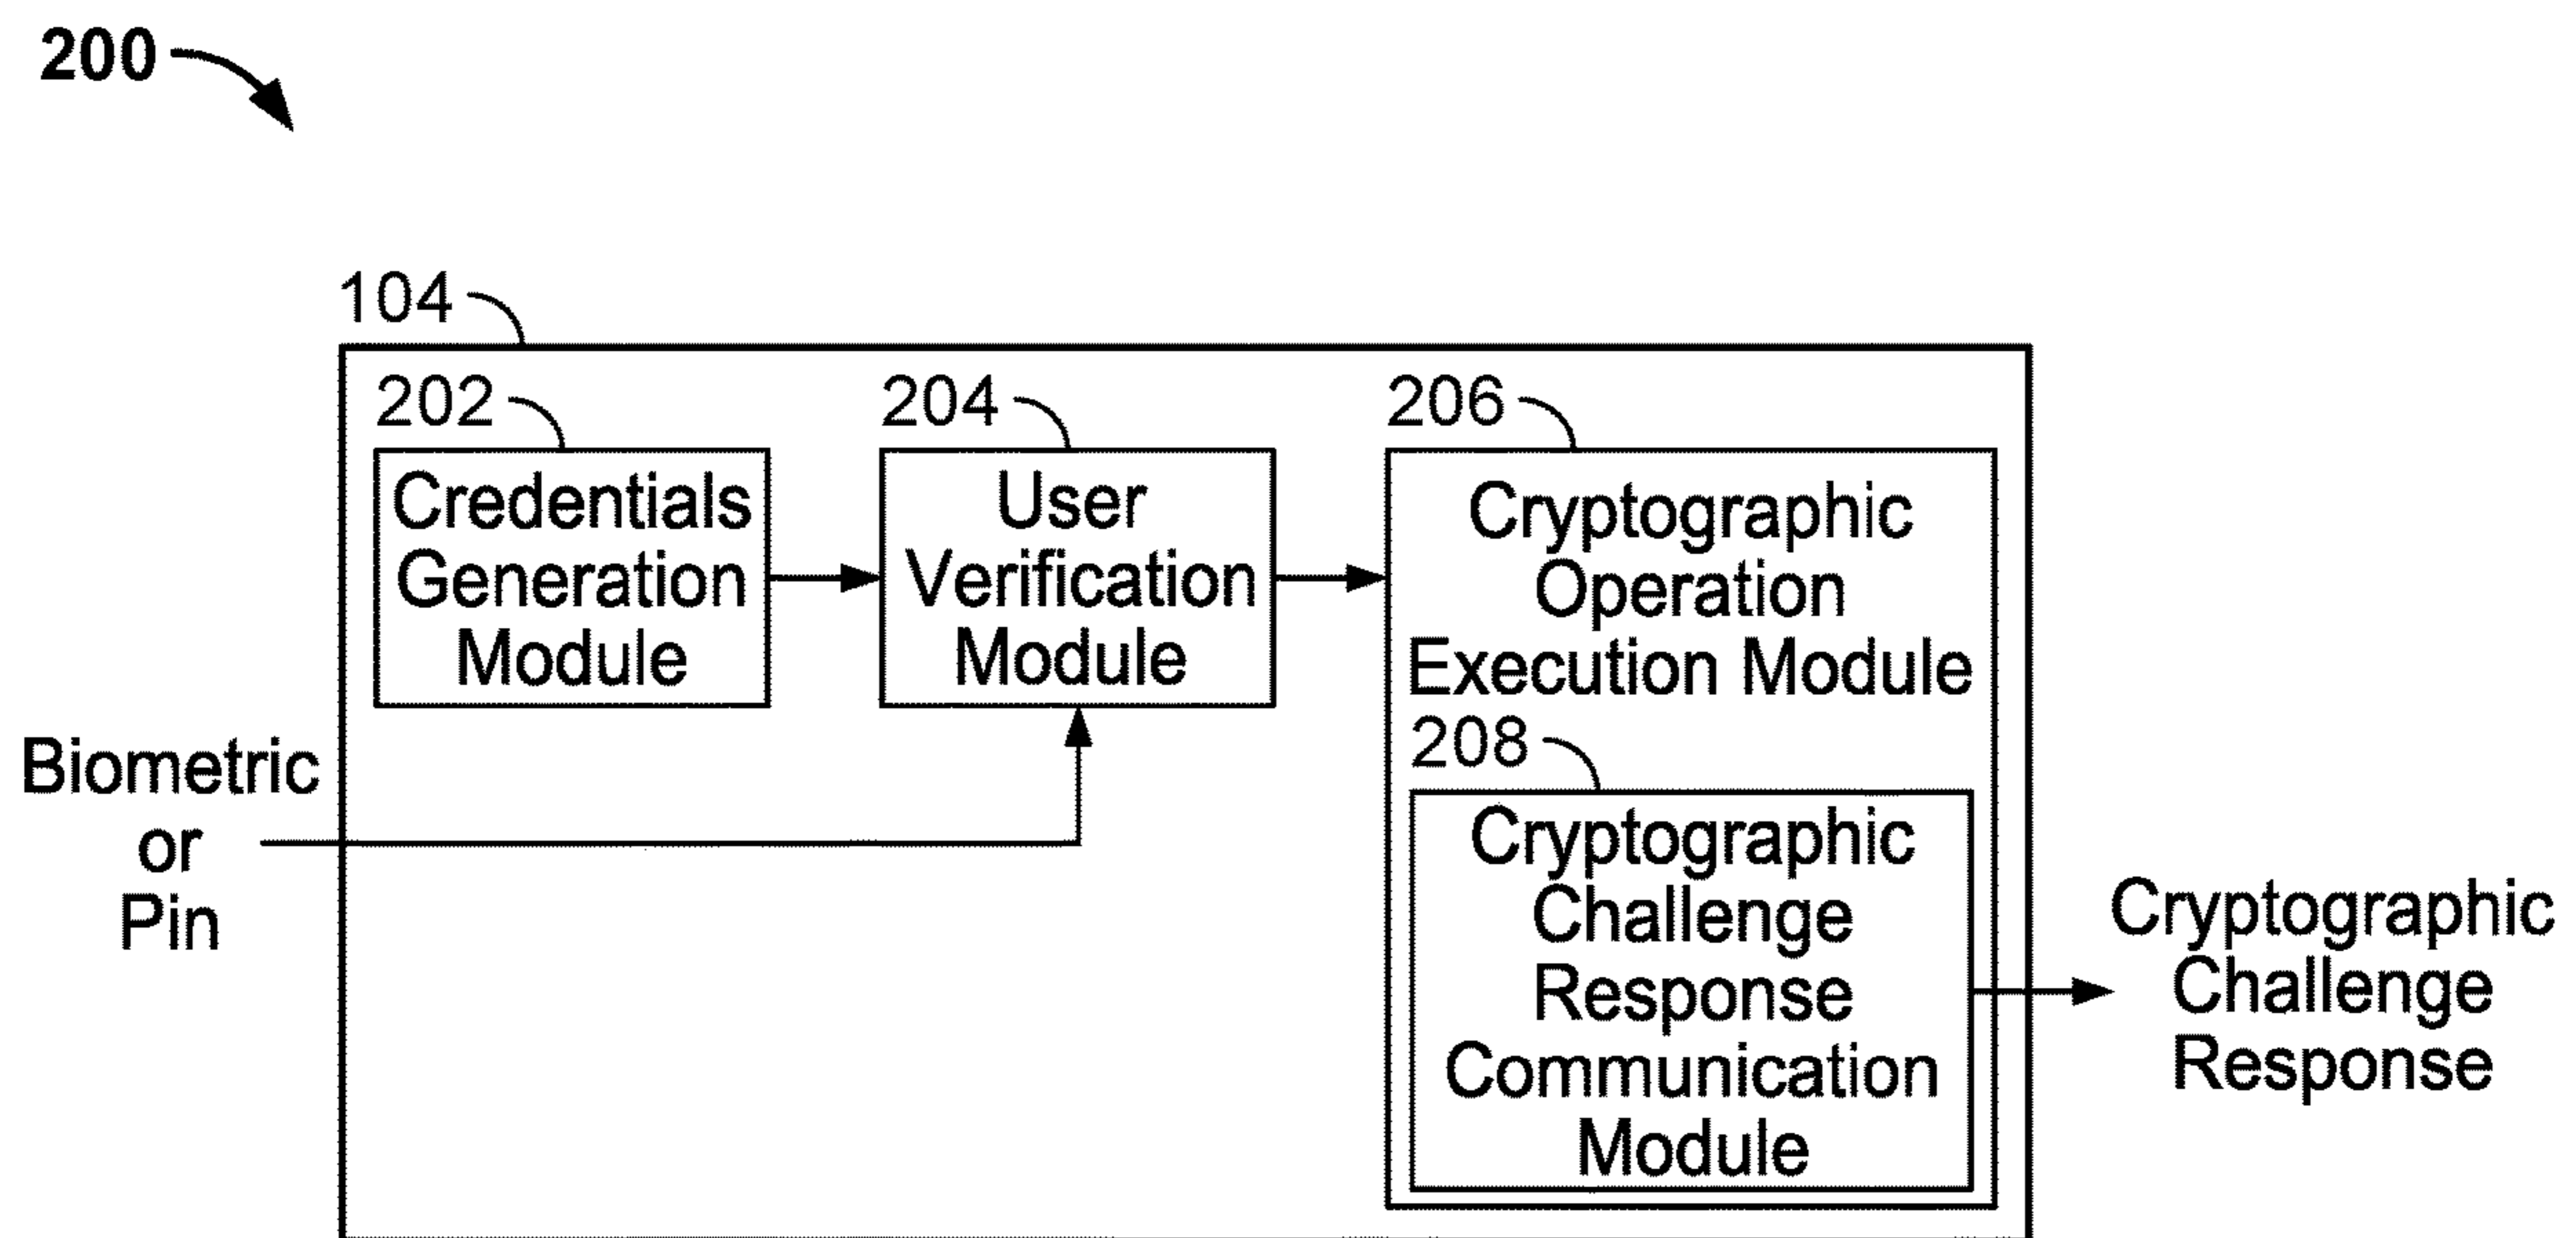 200
104
202
Credentials
Generation
Module
204
User
Verification
Module
206
Cryptographic
Operation
Execution Module
208
Cryptographic
Challenge
Response
Communication
Module
Biometric
or
Pin
Cryptographic
Challenge
Response